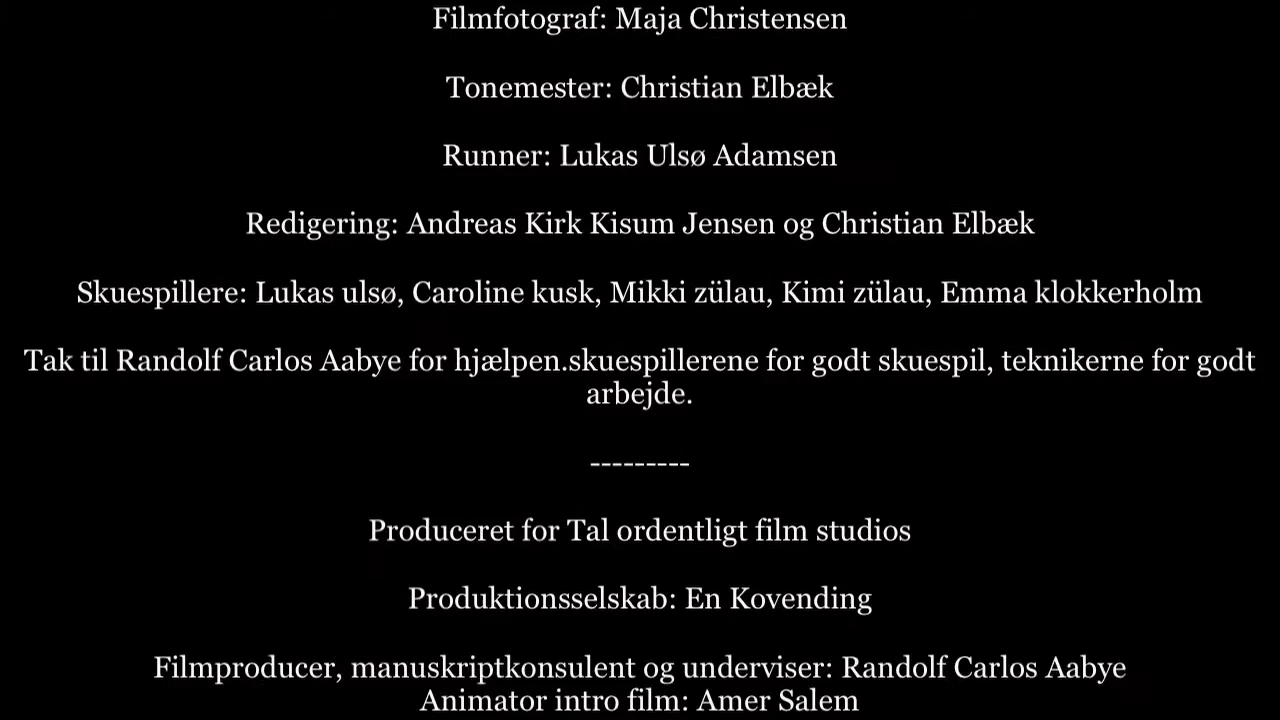 Filmfotograf: Maja Christensen
Tonemester: Christian Elbæk
Runner: Lukas Ulsø Adamsen
Redigering: Andreas Kirk Kisum Jensen og Christian Elbæk
Skuespillere: Lukas ulsø, Caroline kusk, Mikki zülau, Kimi zülau, Emma klokkerholm
Tak til Randolf Carlos Aabye for hjælpen.skuespillerene for godt skuespil, teknikerne for godt
arbejde.
---------
Produceret for Tal ordentligt film studios
Produktionsselskab: En Kovending
Filmproducer, manuskriptkonsulent og underviser: Randolf Carlos Aabye
Animator intro film: Amer Salem